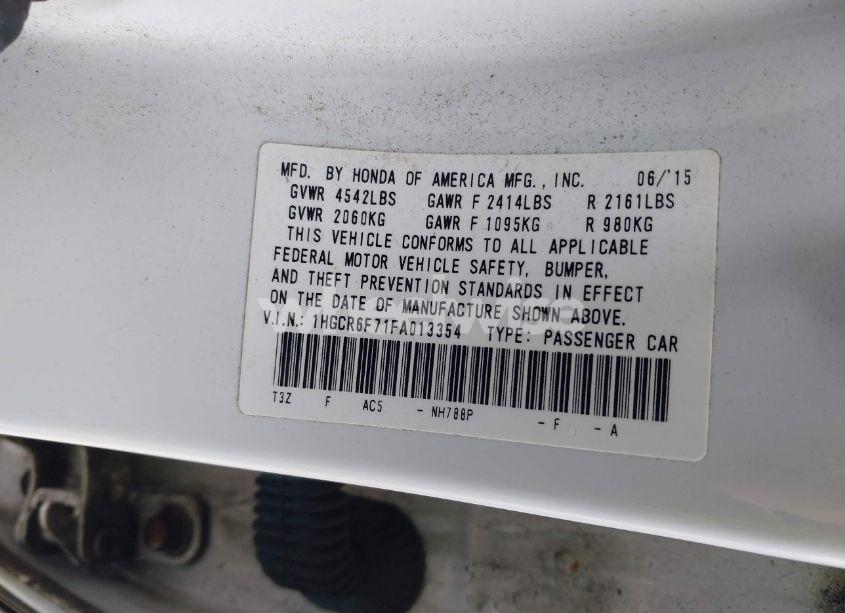 MFD. BY HONDA OF AMERICA MFG., INC. 06/'15
GVWR 4542LBS GAWR F 2414LBS R 2161LBS
GVWR 2060KG GAWR F 1095KG R 980KG
THIS VEHICLE CONFORMS TO ALL APPLICABLE
FEDERAL MOTOR VEHICLE SAFETY, BUMPER,
AND THEFT PREVENTION STANDARDS IN EFFECT
ON THE DATE OF MANUFACTURE SHOWN ABOVE.
V.I.N.: 1HGCR6F71FA013354 TYPE: PASSENGER CAR
T3Z F AC5 - NH788P - F - A